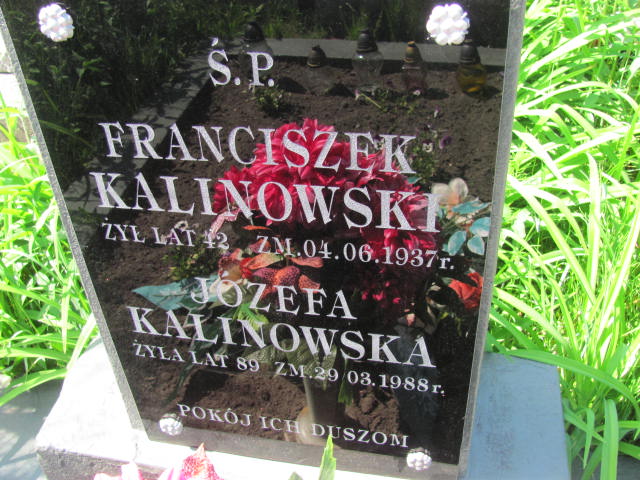 Ś.P.
FRANCISZEK
KALINOWSKI
ŻYŁ LAT 42 ZM.04.06.1937r.
JÓZEFA
KALINOWSKA
ŻYŁA LAT 89 ZM.29 03.1988r.
POKÓJ ICH DUSZOM